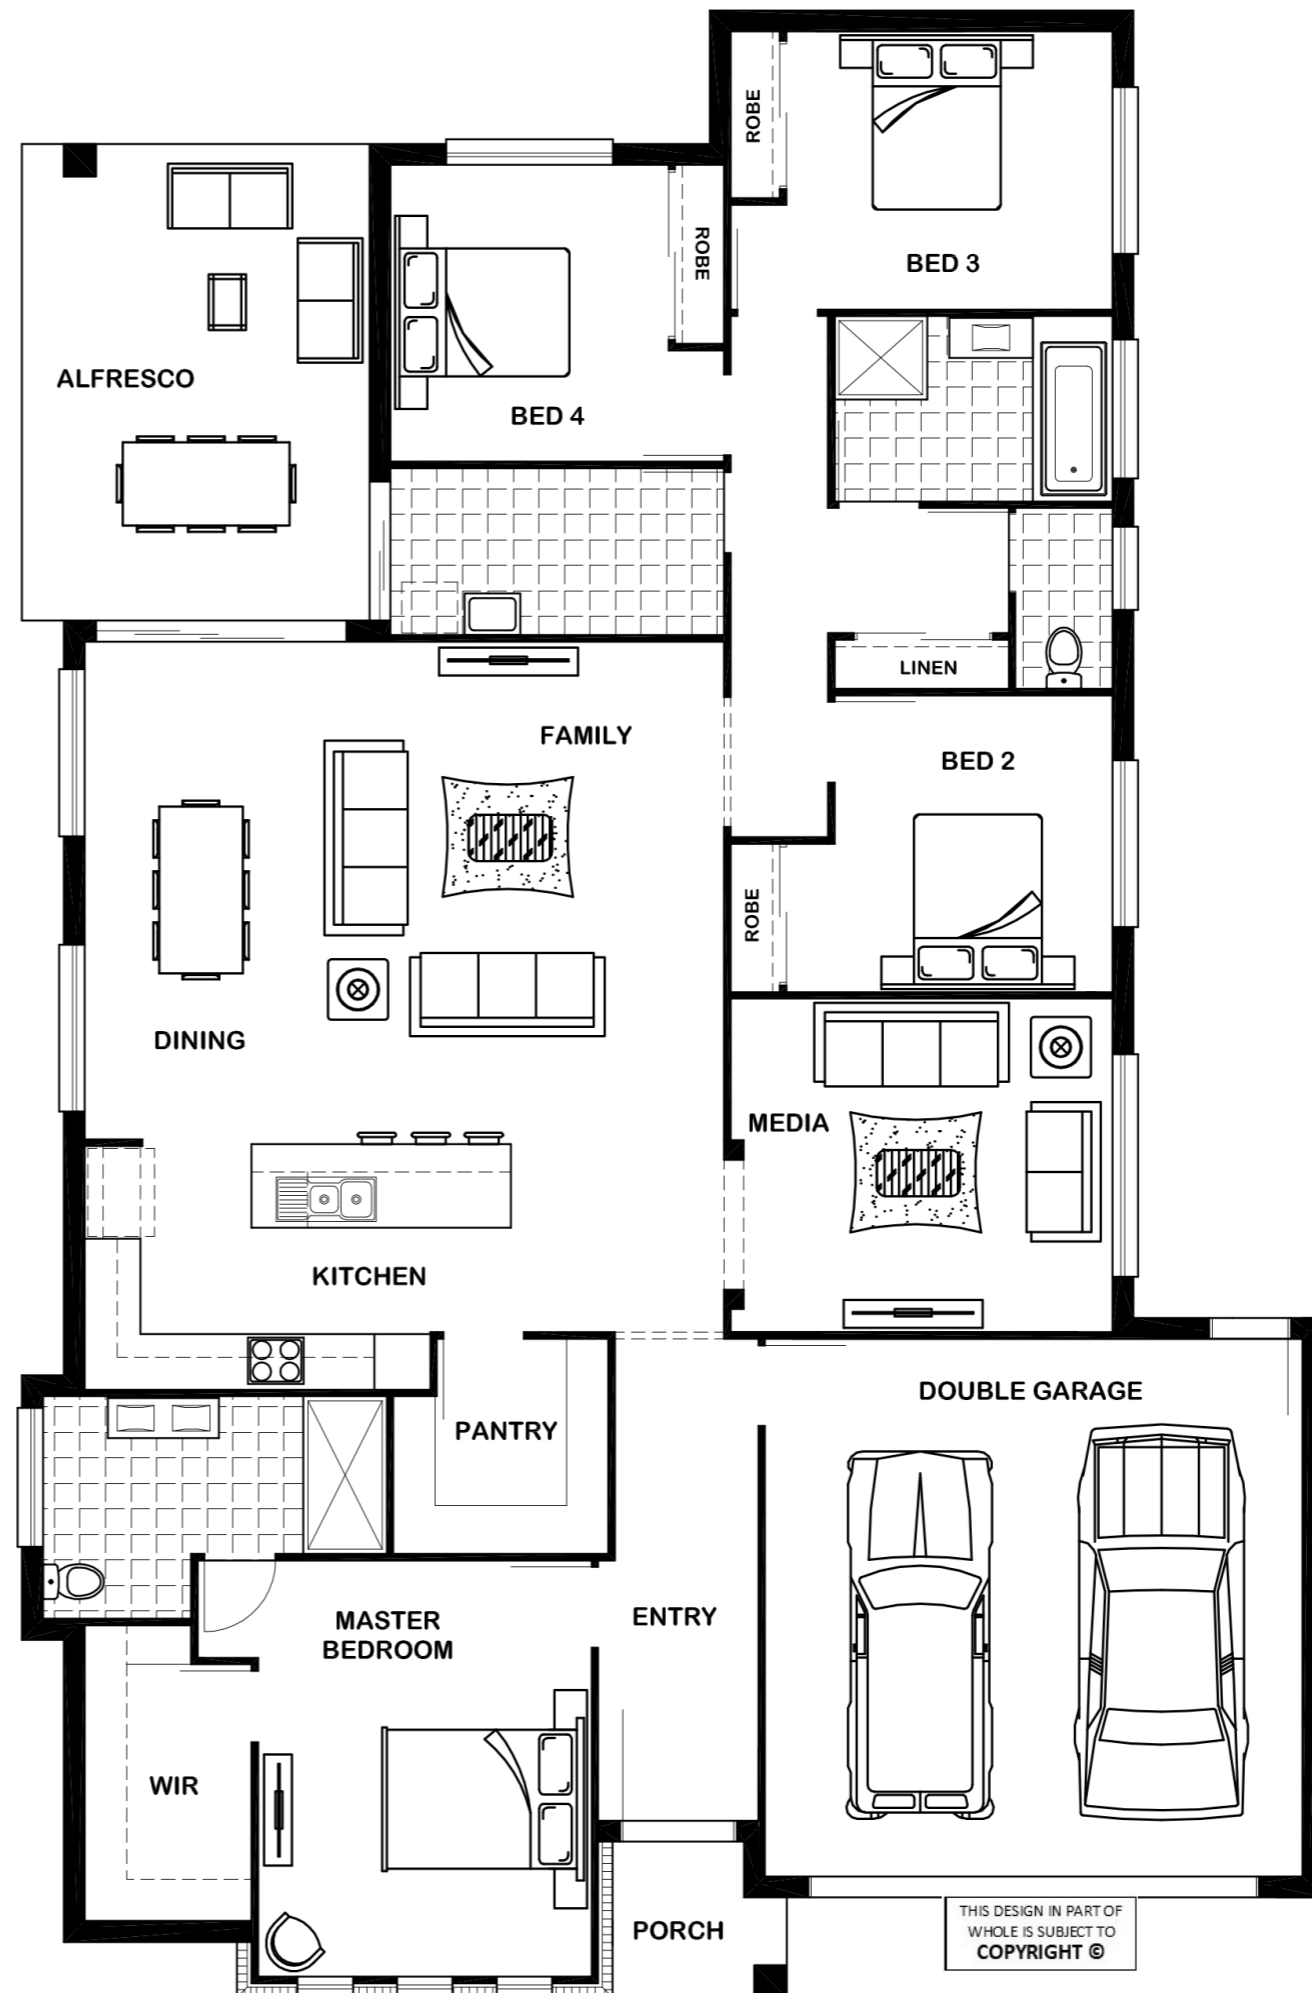 ROBE
BED 3
ROBE
ALFRESCO
BED 4
LINEN
FAMILY
BED 2
ROBE
DINING
MEDIA
KITCHEN
DOUBLE GARAGE
PANTRY
MASTER
BEDROOM
ENTRY
WIR
PORCH
THIS DESIGN IN PART OF
WHOLE IS SUBJECT TO
COPYRIGHT ©